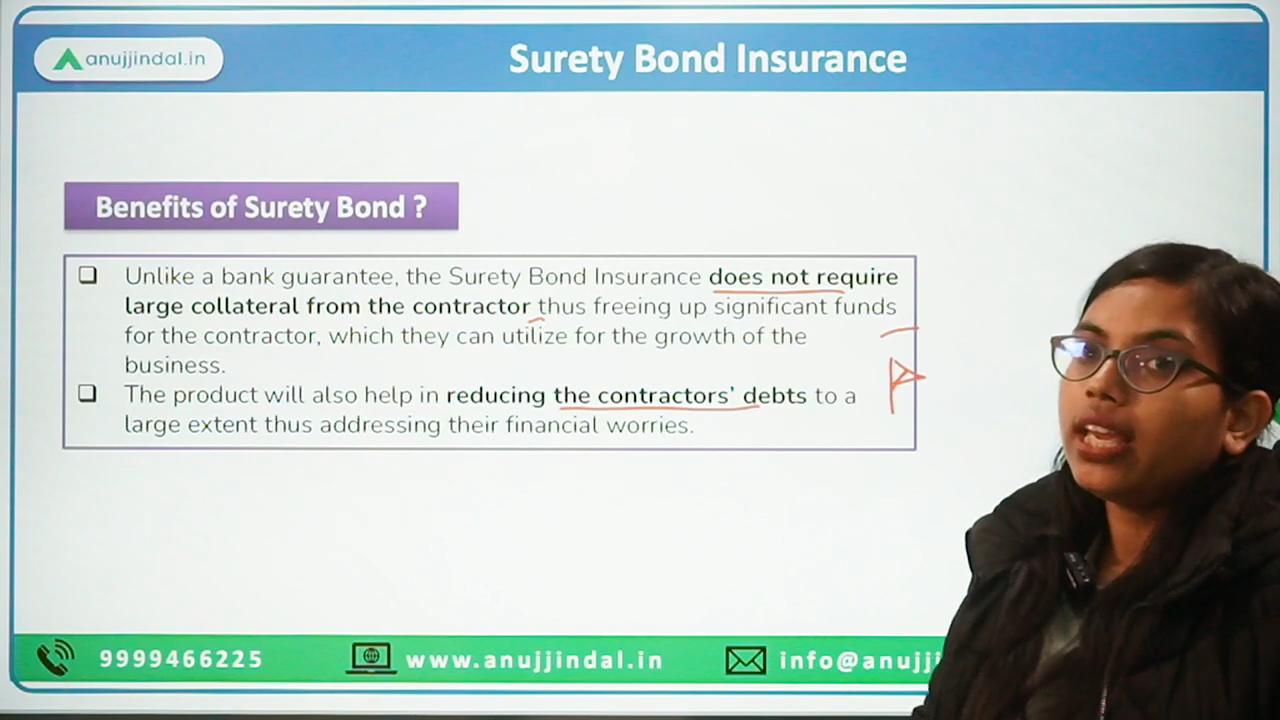 anujjindal.in
Surety Bond Insurance
Benefits of Surety Bond ?
Unlike a bank guarantee, the Surety Bond Insurance does not require
large collateral from the contractor thus freeing up significant funds
for the contractor, which they can utilize for the growth of the
business.
The product will also help in reducing the contractors’ debts to a
large extent thus addressing their financial worries.
9999466225
www.anujjindal.in
info@anujji